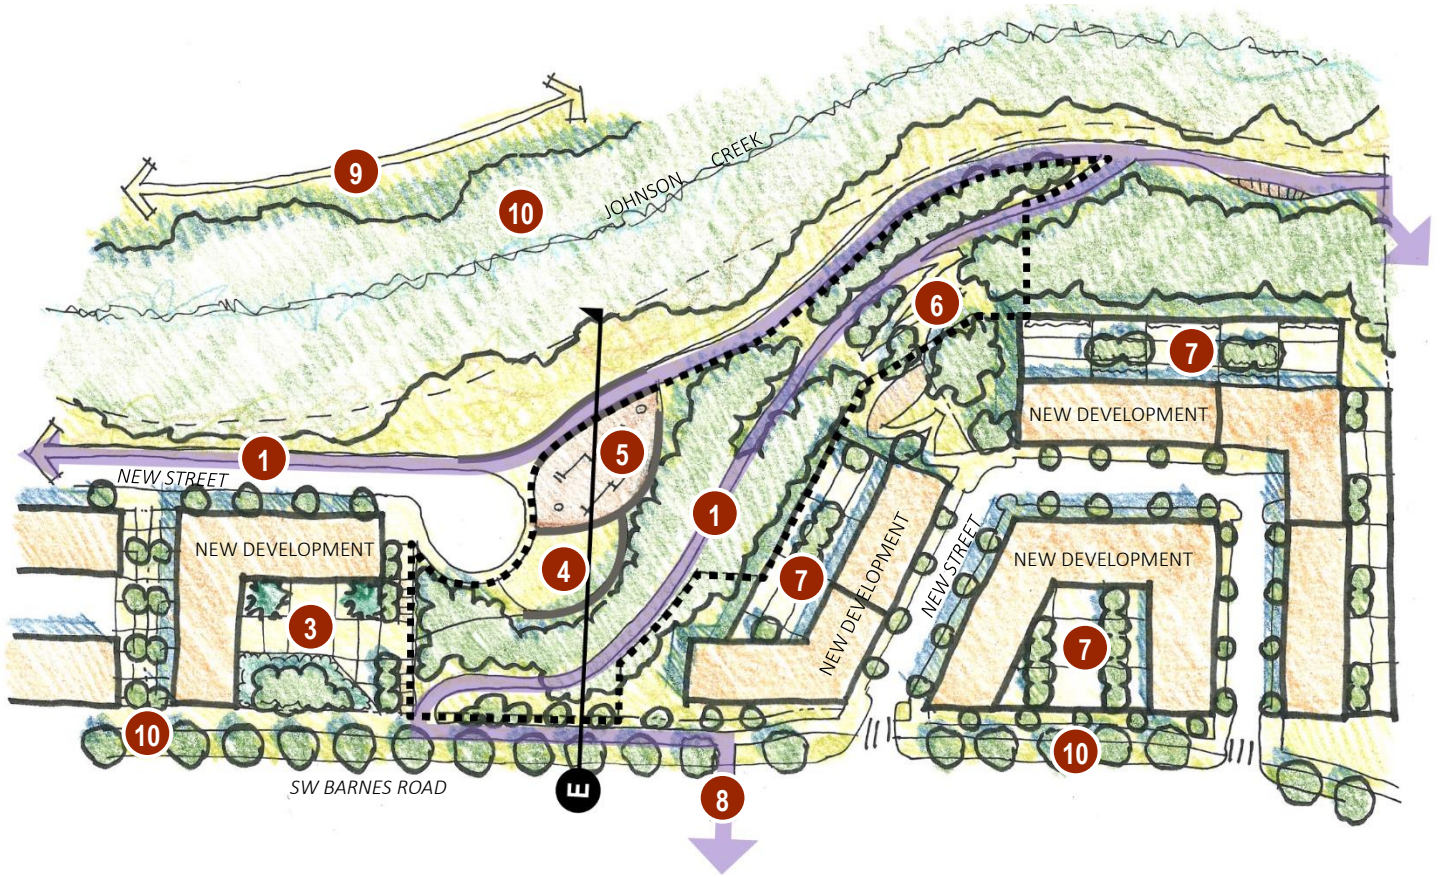 CREEK
JOHNSON
9
10
6
7
NEW DEVELOPMENT
1
NEW STREET
5
1
NEW DEVELOPMENT
4
7
NEW DEVELOPMENT
NEW STREET
NEW DEVELOPMENT
3
NEW DEVELOPMENT
7
10
10
SW BARNES ROAD
E
8